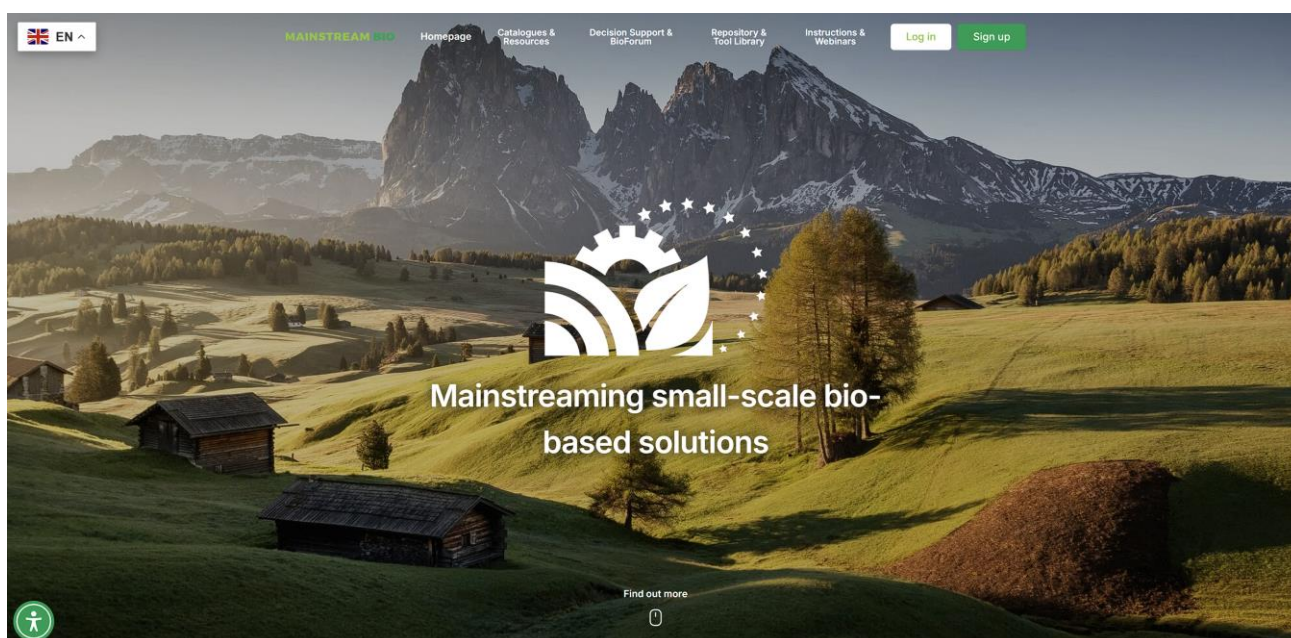 EN
MAINSTREAM BIO
Homepage
Catalogues &
Resources
Decision Support &
BioForum
Repository &
Tool Library
Instructions &
Webinars
Log in
Sign up
Mainstreaming small-scale bio-
based solutions
Find out more